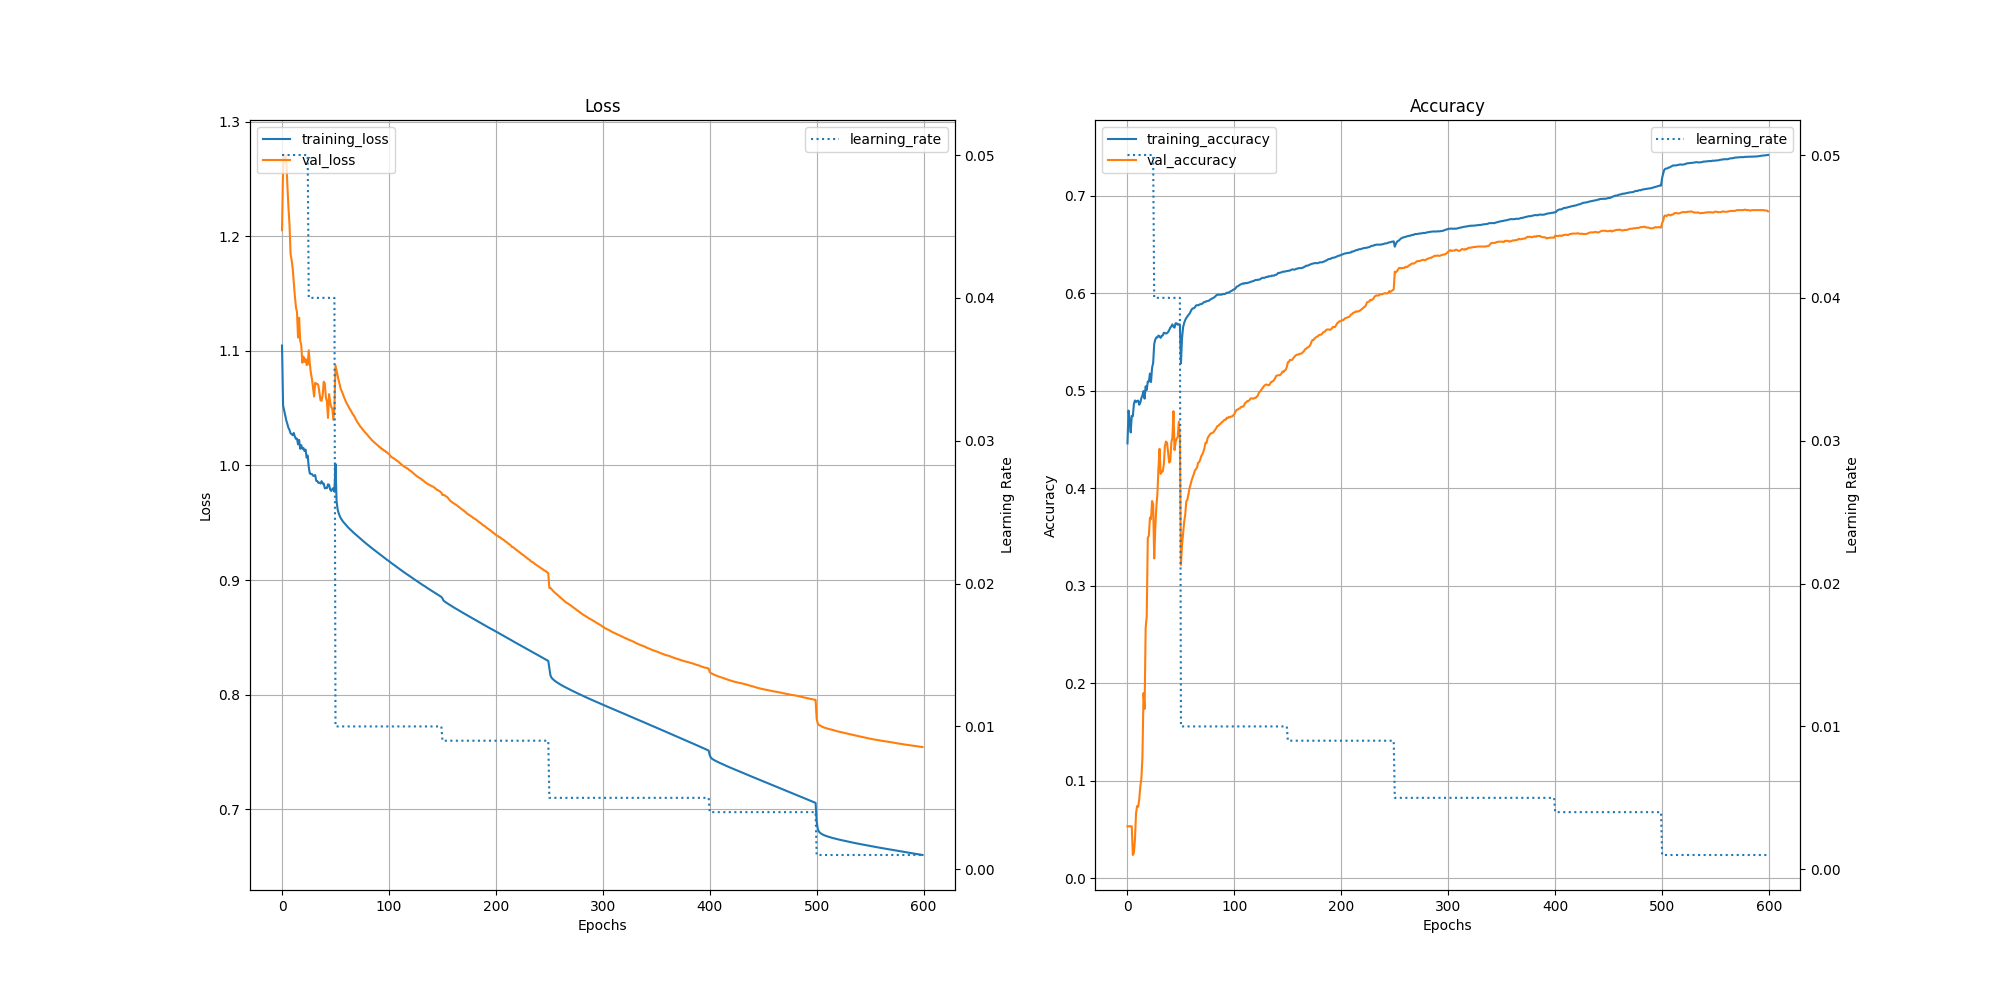 Loss
training_loss
val_loss
learning_rate
1.3
1.2
1.1
1.0
0.9
0.8
0.7
Loss
0.05
0.04
0.03
0.02
0.01
0.00
Learning Rate
0 100 200 300 400 500 600
Epochs
Accuracy
training_accuracy
val_accuracy
learning_rate
0.7
0.6
0.5
0.4
0.3
0.2
0.1
0.0
Accuracy
0.05
0.04
0.03
0.02
0.01
0.00
Learning Rate
0 100 200 300 400 500 600
Epochs